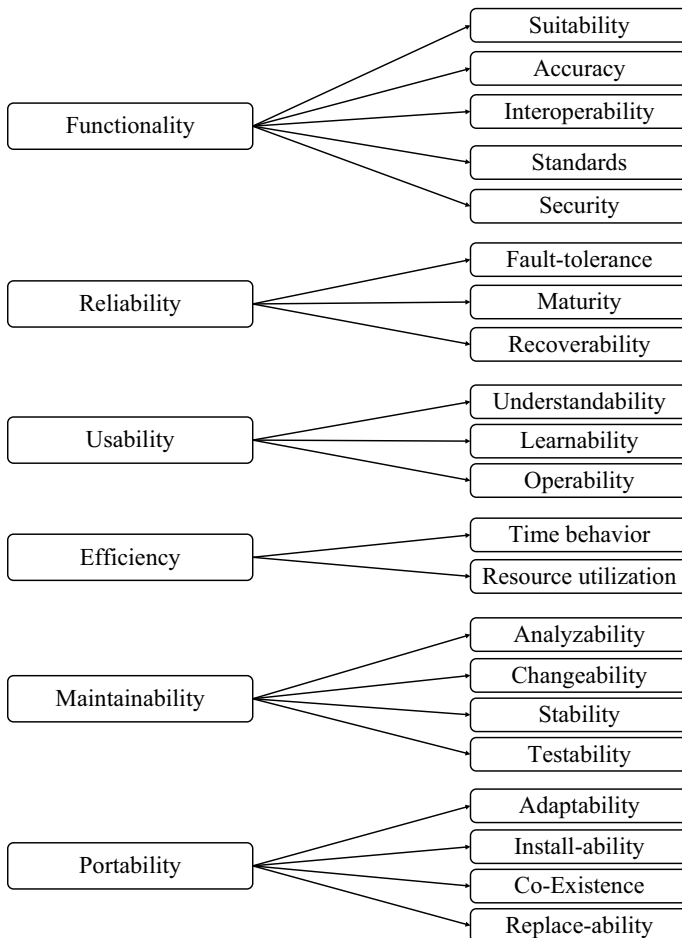 Functionality
Suitability
Accuracy
Interoperability
Standards
Security
Reliability
Fault-tolerance
Maturity
Recoverability
Usability
Understandability
Learnability
Operability
Efficiency
Time behavior
Resource utilization
Maintainability
Analyzability
Changeability
Stability
Testability
Portability
Adaptability
Install-ability
Co-Existence
Replace-ability